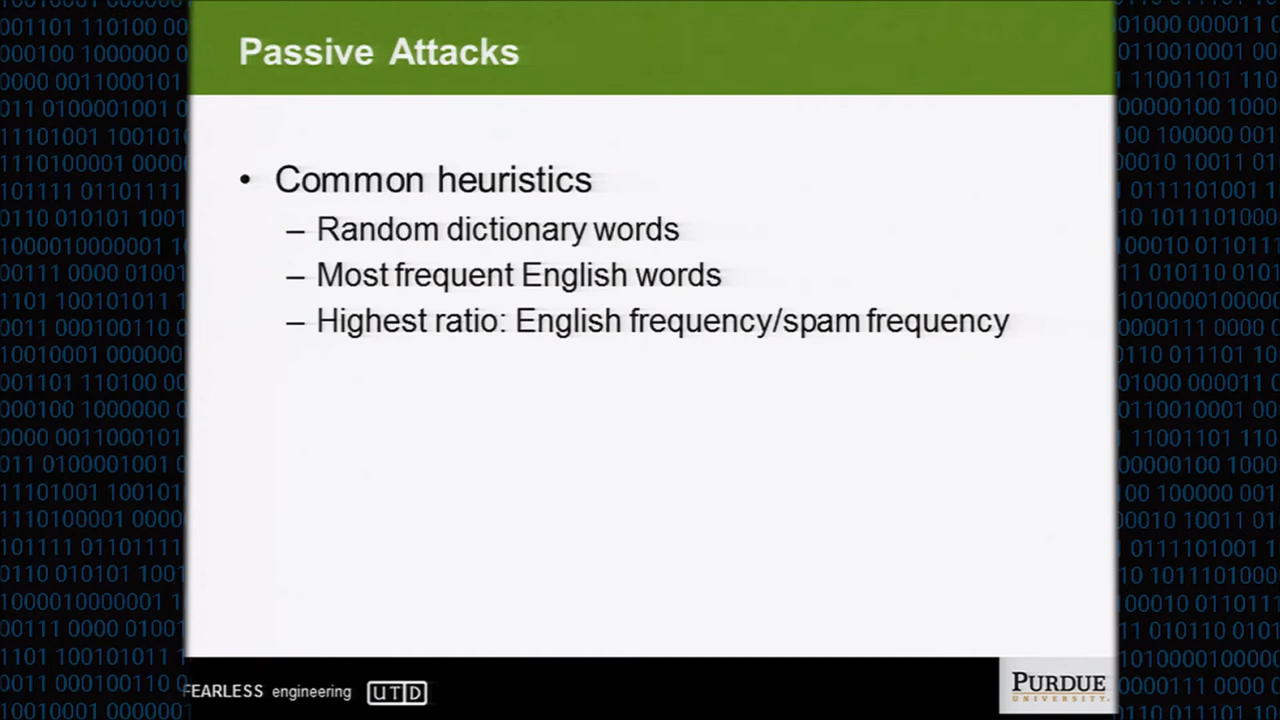 Passive Attacks
• Common heuristics
– Random dictionary words
– Most frequent English words
– Highest ratio: English frequency/spam frequency
FEARLESS engineering UTD
PURDUE
UNIVERSITY